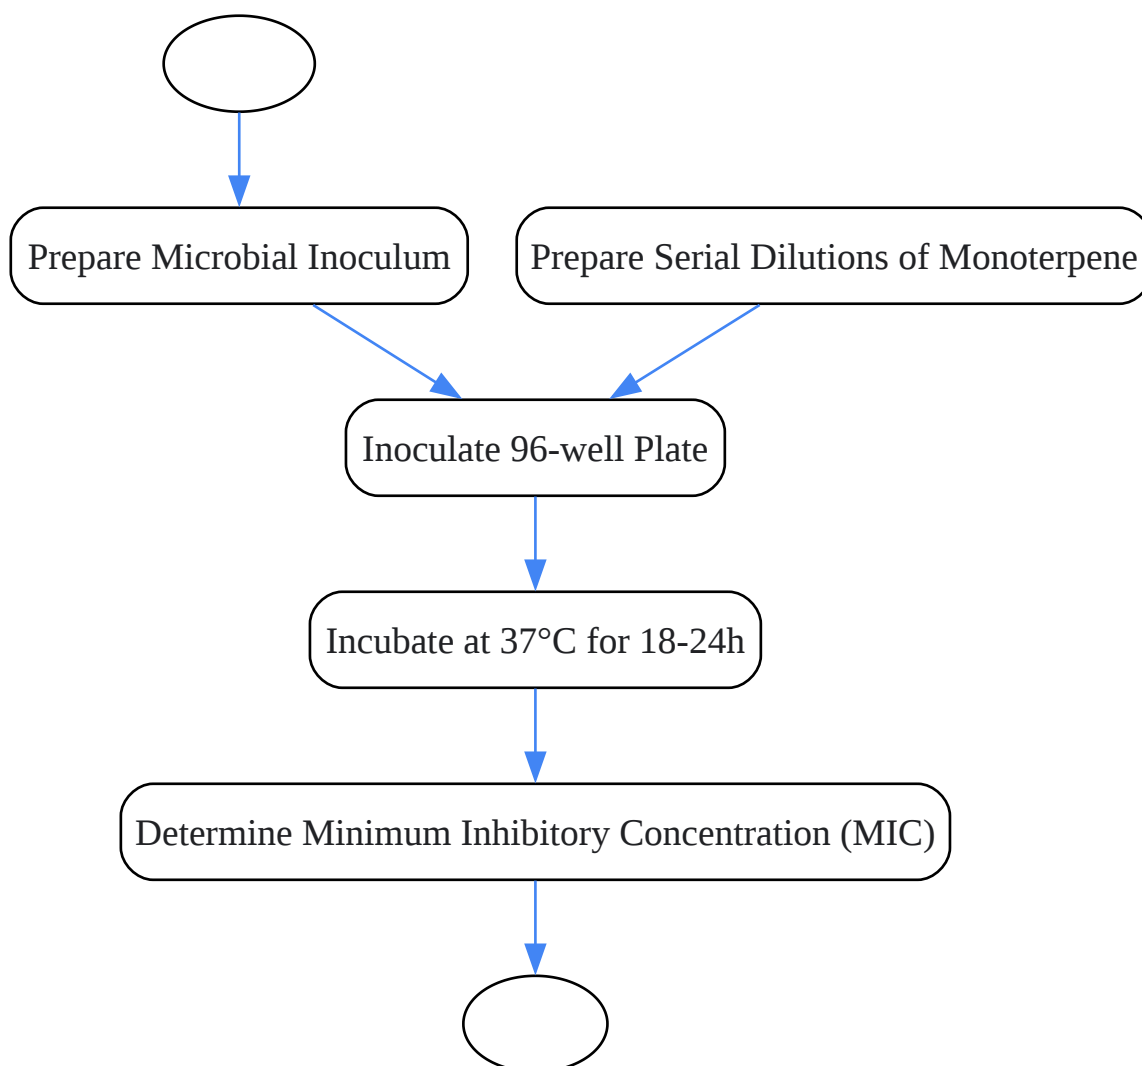 Prepare Microbial Inoculum
Prepare Serial Dilutions of Monoterpene
Inoculate 96-well Plate
Incubate at 37°C for 18-24h
Determine Minimum Inhibitory Concentration (MIC)